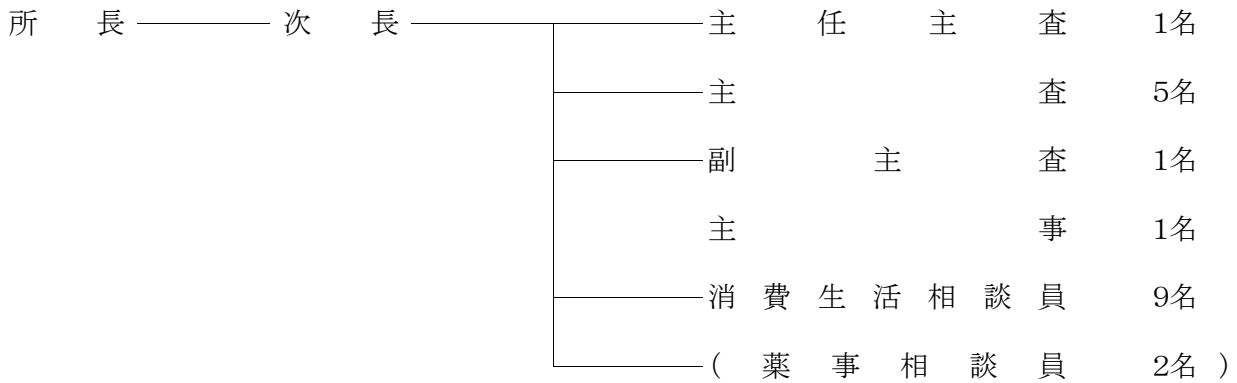 所長 次長 主任主査 1名
主査 5名
副主査 1名
主事 1名
消費生活相談員 9名
(薬事相談員 2名)